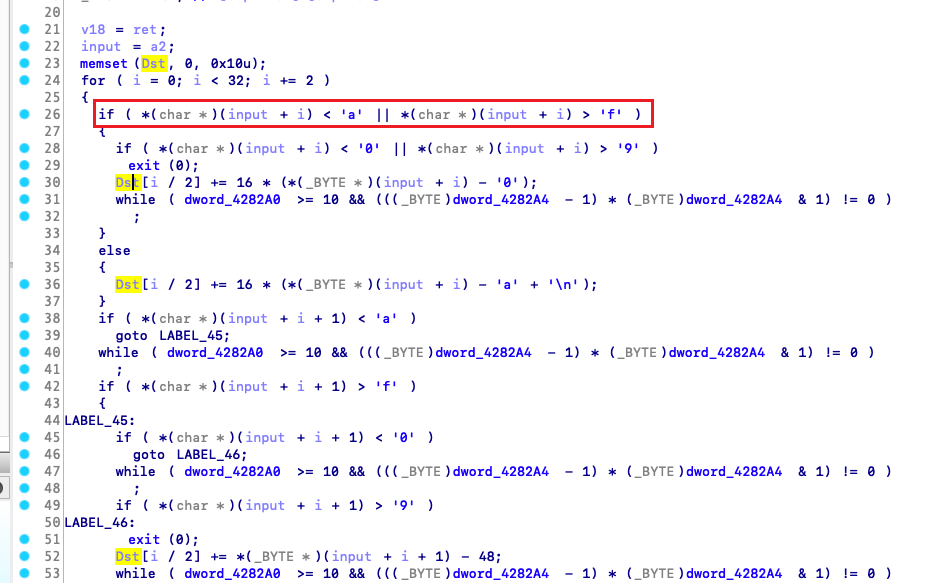 20
21 v18 = ret;
22 input = a2;
23 memset(Dst, 0, 0x10u);
24 for ( i = 0; i < 32; i += 2 )
25 {
26 if ( *(char *)(input + i) < 'a' || *(char *)(input + i) > 'f' )
27 {
28 if ( *(char *)(input + i) < '0' || *(char *)(input + i) > '9' )
29 exit(0);
30 Dst[i / 2] += 16 * (*(_BYTE *)(input + i) - '0');
31 while ( dword_4282A0 >= 10 && (((_BYTE)dword_4282A4 - 1) * (_BYTE)dword_4282A4 & 1) != 0 )
32 ;
33 }
34 else
35 {
36 Dst[i / 2] += 16 * (*(_BYTE *)(input + i) - 'a' + '\n');
37 }
38 if ( *(char *)(input + i + 1) < 'a' )
39 goto LABEL_45;
40 while ( dword_4282A0 >= 10 && (((_BYTE)dword_4282A4 - 1) * (_BYTE)dword_4282A4 & 1) != 0 )
41 ;
42 if ( *(char *)(input + i + 1) > 'f' )
43 {
44 LABEL_45:
45 if ( *(char *)(input + i + 1) < '0' )
46 goto LABEL_46;
47 while ( dword_4282A0 >= 10 && (((_BYTE)dword_4282A4 - 1) * (_BYTE)dword_4282A4 & 1) != 0 )
48 ;
49 if ( *(char *)(input + i + 1) > '9' )
50 LABEL_46:
51 exit(0);
52 Dst[i / 2] += *(_BYTE *)(input + i + 1) - 48;
53 while ( dword_4282A0 >= 10 && (((_BYTE)dword_4282A4 - 1) * (_BYTE)dword_4282A4 & 1) != 0 )